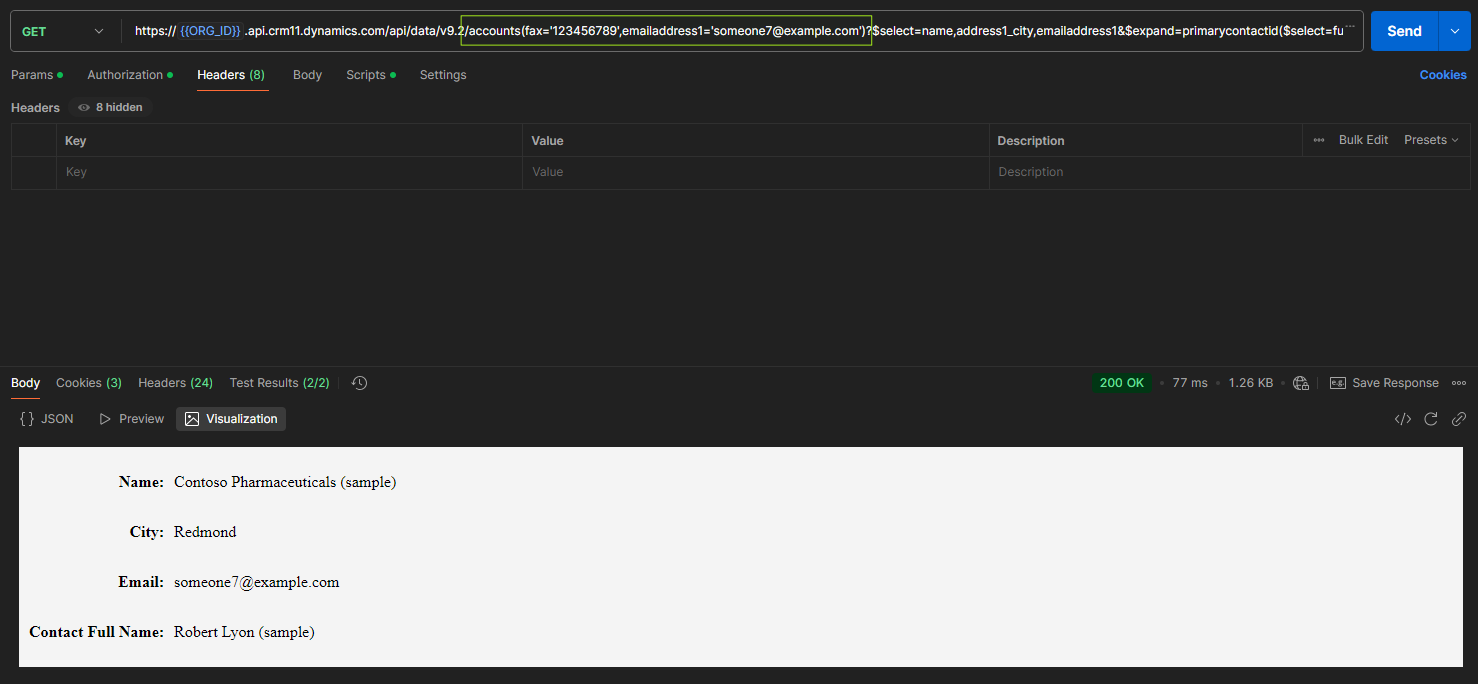 GET https:// {{ORG_ID}} .api.crm11.dynamics.com/api/data/v9.2/accounts(fax='123456789',emailaddress1='someone7@example.com')?$select=name,address1_city,emailaddress1&$expand=primarycontactid($select=fu ... Send
Params Authorization Headers (8) Body Scripts Settings Cookies
Headers 8 hidden
Key Value Description ... Bulk Edit Presets
Key Value Description
Body Cookies (3) Headers (24) Test Results (2/2) 200 OK • 77 ms • 1.26 KB • e.g. Save Response ...
{} JSON Preview Visualization </>
Name: Contoso Pharmaceuticals (sample)
City: Redmond
Email: someone7@example.com
Contact Full Name: Robert Lyon (sample)